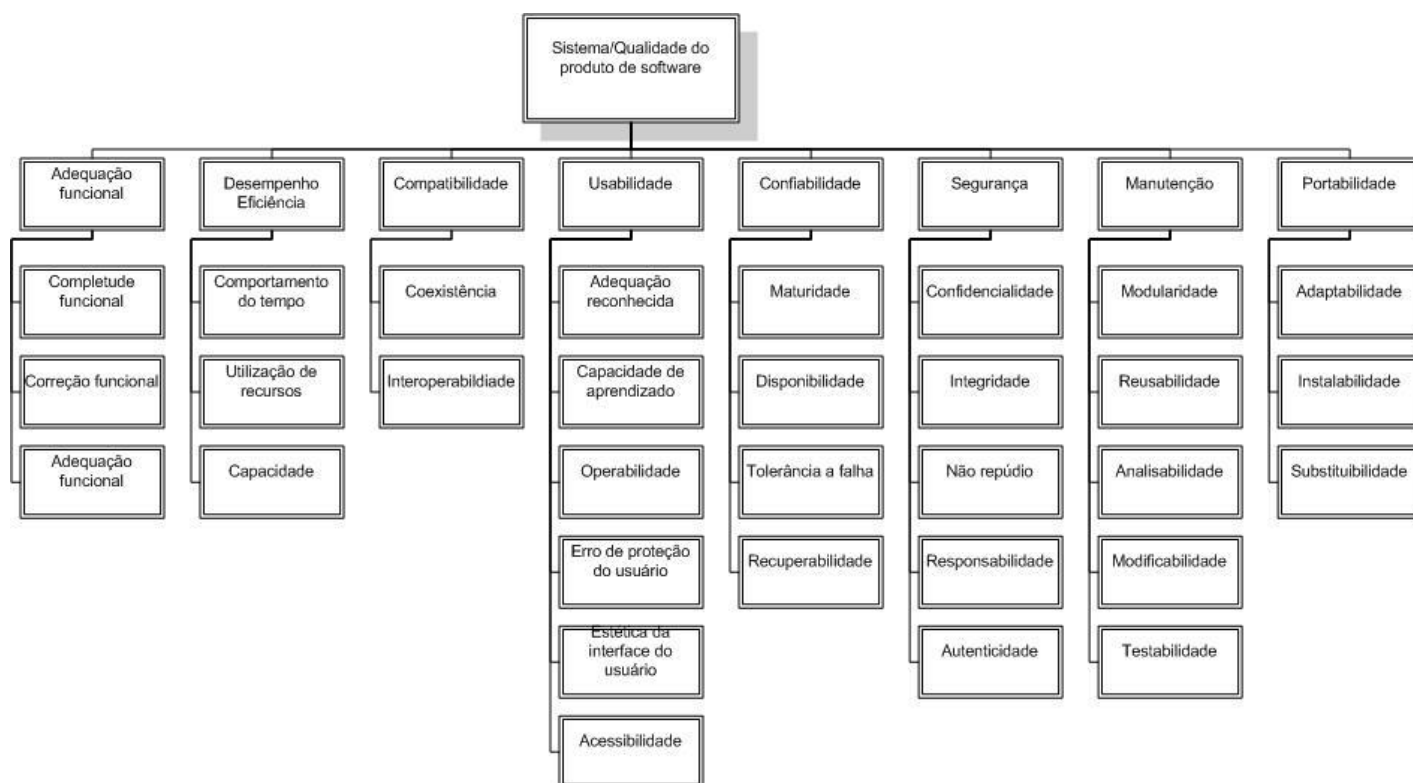 Sistema/Qualidade do
produto de software
Adequação
funcional
Desempenho
Eficiência
Compatibilidade
Usabilidade
Confiabilidade
Segurança
Manutenção
Portabilidade
Completude
funcional
Comportamento
do tempo
Coexistência
Adequação
reconhecida
Maturidade
Confidencialidade
Modularidade
Adaptabilidade
Correção funcional
Utilização de
recursos
Interoperabildiade
Capacidade de
aprendizado
Disponibilidade
Integridade
Reusabilidade
Instalabilidade
Adequação
funcional
Capacidade
Operabilidade
Tolerância a falha
Não repúdio
Analisabilidade
Substituibilidade
Erro de proteção
do usuário
Recuperabilidade
Responsabilidade
Modificabilidade
Estética da
interface do
usuário
Autenticidade
Testabilidade
Acessibilidade